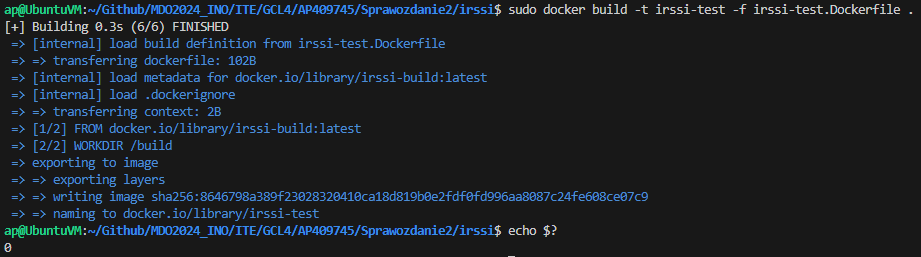 ap@UbuntuVM:~/Github/MDO2024_INO/ITE/GCL4/AP409745/Sprawozdanie2/irssi$ sudo docker build -t irssi-test -f irssi-test.Dockerfile .
[+] Building 0.3s (6/6) FINISHED
=> [internal] load build definition from irssi-test.Dockerfile
=> => transferring dockerfile: 102B
=> [internal] load metadata for docker.io/library/irssi-build:latest
=> [internal] load .dockerignore
=> => transferring context: 2B
=> [1/2] FROM docker.io/library/irssi-build:latest
=> [2/2] WORKDIR /build
=> exporting to image
=> => exporting layers
=> => writing image sha256:8646798a389f23028320410ca18d819b0e2fdf0fd996aa8087c24fe608ce07c9
=> => naming to docker.io/library/irssi-test
ap@UbuntuVM:~/Github/MDO2024_INO/ITE/GCL4/AP409745/Sprawozdanie2/irssi$ echo $?
0